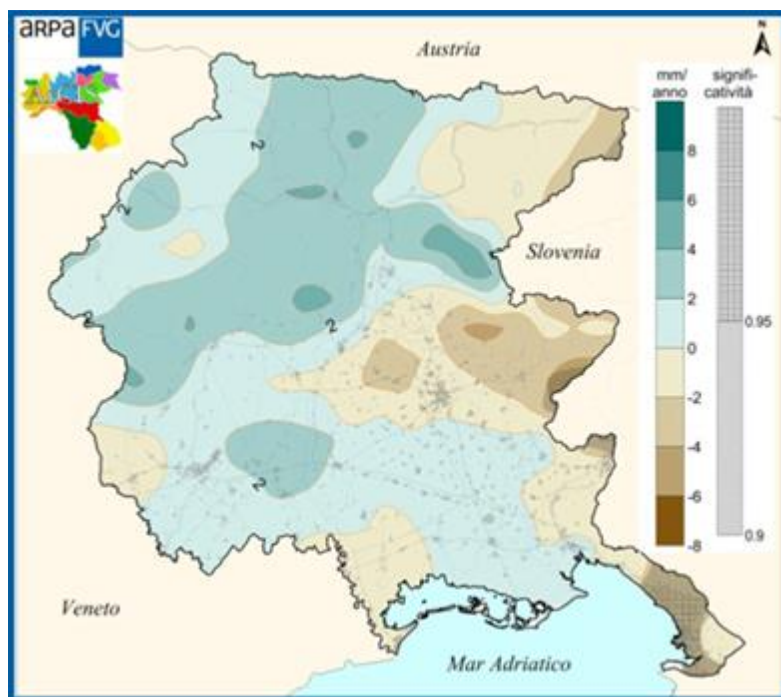 aRPa FVG
Austria
N
mm/
anno
signifi-
catività
8
6
4
2
0
-2
-4
-6
-8
0.95
0.9
2
2
2
2
2
Slovenia
Veneto
Mar Adriatico